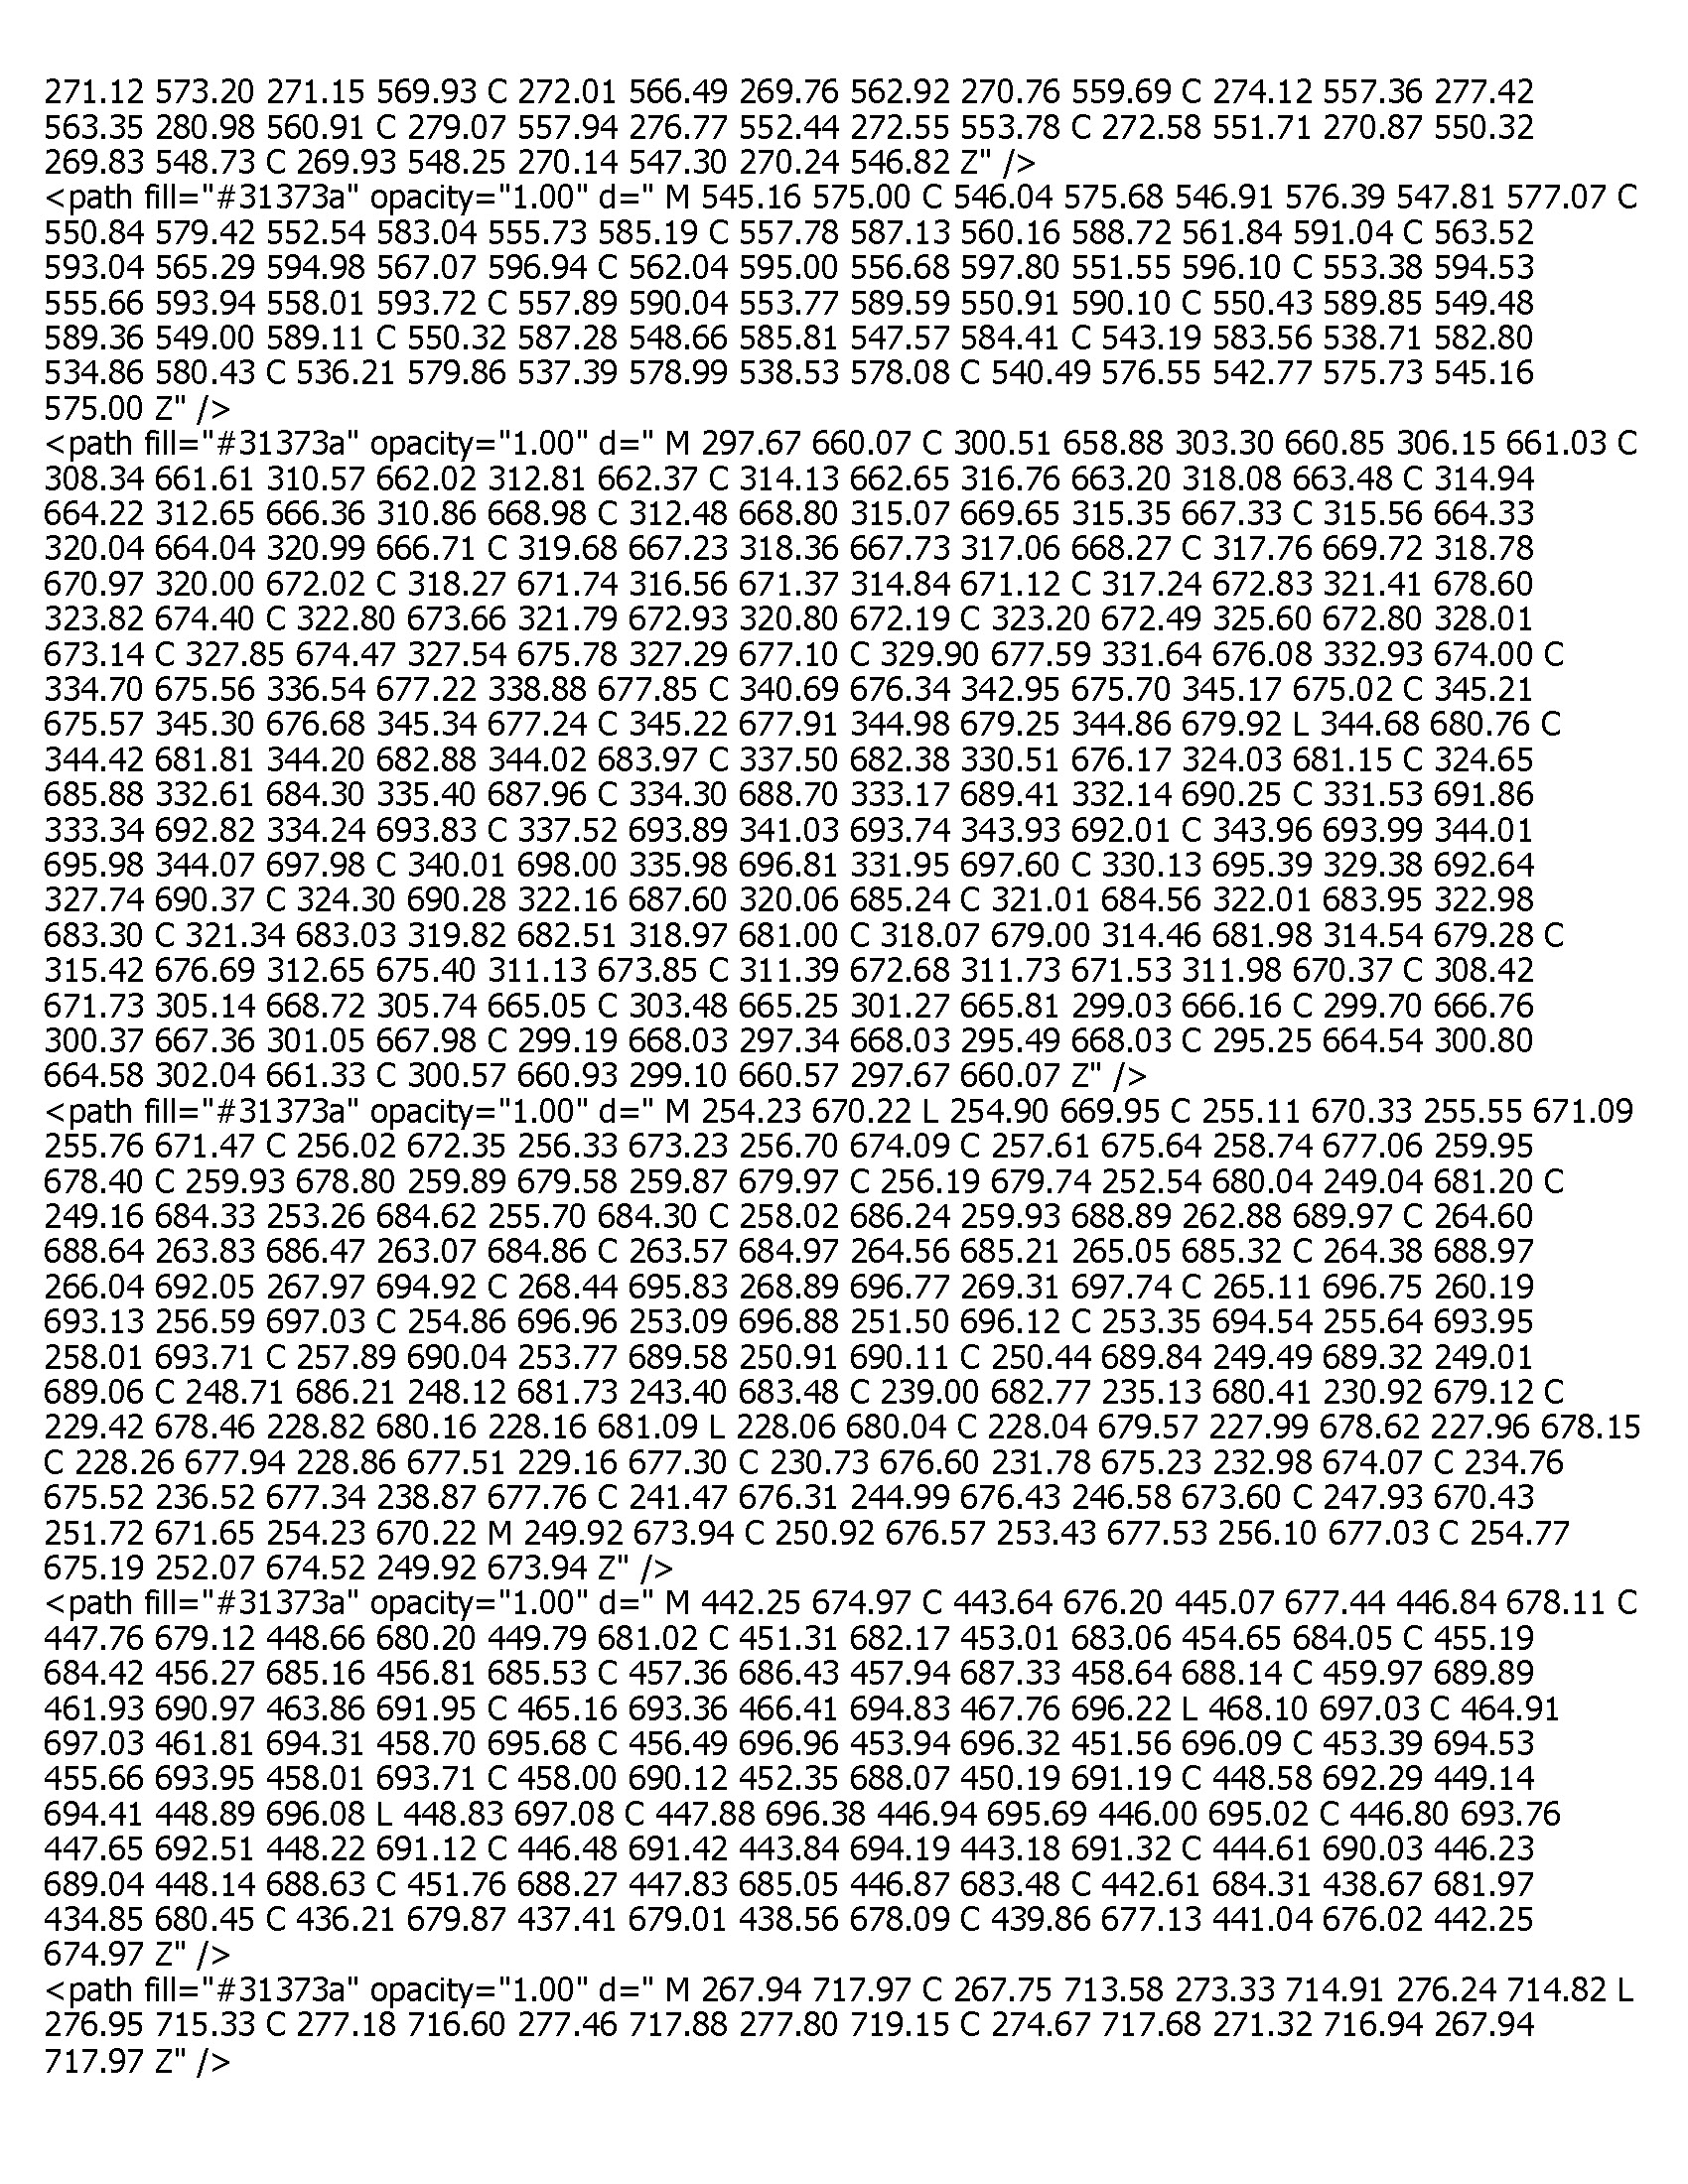 271.12 573.20 271.15 569.93 C 272.01 566.49 269.76 562.92 270.76 559.69 C 274.12 557.36 277.42
563.35 280.98 560.91 C 279.07 557.94 276.77 552.44 272.55 553.78 C 272.58 551.71 270.87 550.32
269.83 548.73 C 269.93 548.25 270.14 547.30 270.24 546.82 Z" />
<path fill="#31373a" opacity="1.00" d=" M 545.16 575.00 C 546.04 575.68 546.91 576.39 547.81 577.07 C
550.84 579.42 552.54 583.04 555.73 585.19 C 557.78 587.13 560.16 588.72 561.84 591.04 C 563.52
593.04 565.29 594.98 567.07 596.94 C 562.04 595.00 556.68 597.80 551.55 596.10 C 553.38 594.53
555.66 593.94 558.01 593.72 C 557.89 590.04 553.77 589.59 550.91 590.10 C 550.43 589.85 549.48
589.36 549.00 589.11 C 550.32 587.28 548.66 585.81 547.57 584.41 C 543.19 583.56 538.71 582.80
534.86 580.43 C 536.21 579.86 537.39 578.99 538.53 578.08 C 540.49 576.55 542.77 575.73 545.16
575.00 Z" />
<path fill="#31373a" opacity="1.00" d=" M 297.67 660.07 C 300.51 658.88 303.30 660.85 306.15 661.03 C
308.34 661.61 310.57 662.02 312.81 662.37 C 314.13 662.65 316.76 663.20 318.08 663.48 C 314.94
664.22 312.65 666.36 310.86 668.98 C 312.48 668.80 315.07 669.65 315.35 667.33 C 315.56 664.33
320.04 664.04 320.99 666.71 C 319.68 667.23 318.36 667.73 317.06 668.27 C 317.76 669.72 318.78
670.97 320.00 672.02 C 318.27 671.74 316.56 671.37 314.84 671.12 C 317.24 672.83 321.41 678.60
323.82 674.40 C 322.80 673.66 321.79 672.93 320.80 672.19 C 323.20 672.49 325.60 672.80 328.01
673.14 C 327.85 674.47 327.54 675.78 327.29 677.10 C 329.90 677.59 331.64 676.08 332.93 674.00 C
334.70 675.56 336.54 677.22 338.88 677.85 C 340.69 676.34 342.95 675.70 345.17 675.02 C 345.21
675.57 345.30 676.68 345.34 677.24 C 345.22 677.91 344.98 679.25 344.86 679.92 L 344.68 680.76 C
344.42 681.81 344.20 682.88 344.02 683.97 C 337.50 682.38 330.51 676.17 324.03 681.15 C 324.65
685.88 332.61 684.30 335.40 687.96 C 334.30 688.70 333.17 689.41 332.14 690.25 C 331.53 691.86
333.34 692.82 334.24 693.83 C 337.52 693.89 341.03 693.74 343.93 692.01 C 343.96 693.99 344.01
695.98 344.07 697.98 C 340.01 698.00 335.98 696.81 331.95 697.60 C 330.13 695.39 329.38 692.64
327.74 690.37 C 324.30 690.28 322.16 687.60 320.06 685.24 C 321.01 684.56 322.01 683.95 322.98
683.30 C 321.34 683.03 319.82 682.51 318.97 681.00 C 318.07 679.00 314.46 681.98 314.54 679.28 C
315.42 676.69 312.65 675.40 311.13 673.85 C 311.39 672.68 311.73 671.53 311.98 670.37 C 308.42
671.73 305.14 668.72 305.74 665.05 C 303.48 665.25 301.27 665.81 299.03 666.16 C 299.70 666.76
300.37 667.36 301.05 667.98 C 299.19 668.03 297.34 668.03 295.49 668.03 C 295.25 664.54 300.80
664.58 302.04 661.33 C 300.57 660.93 299.10 660.57 297.67 660.07 Z" />
<path fill="#31373a" opacity="1.00" d=" M 254.23 670.22 L 254.90 669.95 C 255.11 670.33 255.55 671.09
255.76 671.47 C 256.02 672.35 256.33 673.23 256.70 674.09 C 257.61 675.64 258.74 677.06 259.95
678.40 C 259.93 678.80 259.89 679.58 259.87 679.97 C 256.19 679.74 252.54 680.04 249.04 681.20 C
249.16 684.33 253.26 684.62 255.70 684.30 C 258.02 686.24 259.93 688.89 262.88 689.97 C 264.60
688.64 263.83 686.47 263.07 684.86 C 263.57 684.97 264.56 685.21 265.05 685.32 C 264.38 688.97
266.04 692.05 267.97 694.92 C 268.44 695.83 268.89 696.77 269.31 697.74 C 265.11 696.75 260.19
693.13 256.59 697.03 C 254.86 696.96 253.09 696.88 251.50 696.12 C 253.35 694.54 255.64 693.95
258.01 693.71 C 257.89 690.04 253.77 689.58 250.91 690.11 C 250.44 689.84 249.49 689.32 249.01
689.06 C 248.71 686.21 248.12 681.73 243.40 683.48 C 239.00 682.77 235.13 680.41 230.92 679.12 C
229.42 678.46 228.82 680.16 228.16 681.09 L 228.06 680.04 C 228.04 679.57 227.99 678.62 227.96 678.15
C 228.26 677.94 228.86 677.51 229.16 677.30 C 230.73 676.60 231.78 675.23 232.98 674.07 C 234.76
675.52 236.52 677.34 238.87 677.76 C 241.47 676.31 244.99 676.43 246.58 673.60 C 247.93 670.43
251.72 671.65 254.23 670.22 M 249.92 673.94 C 250.92 676.57 253.43 677.53 256.10 677.03 C 254.77
675.19 252.07 674.52 249.92 673.94 Z" />
<path fill="#31373a" opacity="1.00" d=" M 442.25 674.97 C 443.64 676.20 445.07 677.44 446.84 678.11 C
447.76 679.12 448.66 680.20 449.79 681.02 C 451.31 682.17 453.01 683.06 454.65 684.05 C 455.19
684.42 456.27 685.16 456.81 685.53 C 457.36 686.43 457.94 687.33 458.64 688.14 C 459.97 689.89
461.93 690.97 463.86 691.95 C 465.16 693.36 466.41 694.83 467.76 696.22 L 468.10 697.03 C 464.91
697.03 461.81 694.31 458.70 695.68 C 456.49 696.96 453.94 696.32 451.56 696.09 C 453.39 694.53
455.66 693.95 458.01 693.71 C 458.00 690.12 452.35 688.07 450.19 691.19 C 448.58 692.29 449.14
694.41 448.89 696.08 L 448.83 697.08 C 447.88 696.38 446.94 695.69 446.00 695.02 C 446.80 693.76
447.65 692.51 448.22 691.12 C 446.48 691.42 443.84 694.19 443.18 691.32 C 444.61 690.03 446.23
689.04 448.14 688.63 C 451.76 688.27 447.83 685.05 446.87 683.48 C 442.61 684.31 438.67 681.97
434.85 680.45 C 436.21 679.87 437.41 679.01 438.56 678.09 C 439.86 677.13 441.04 676.02 442.25
674.97 Z" />
<path fill="#31373a" opacity="1.00" d=" M 267.94 717.97 C 267.75 713.58 273.33 714.91 276.24 714.82 L
276.95 715.33 C 277.18 716.60 277.46 717.88 277.80 719.15 C 274.67 717.68 271.32 716.94 267.94
717.97 Z" />